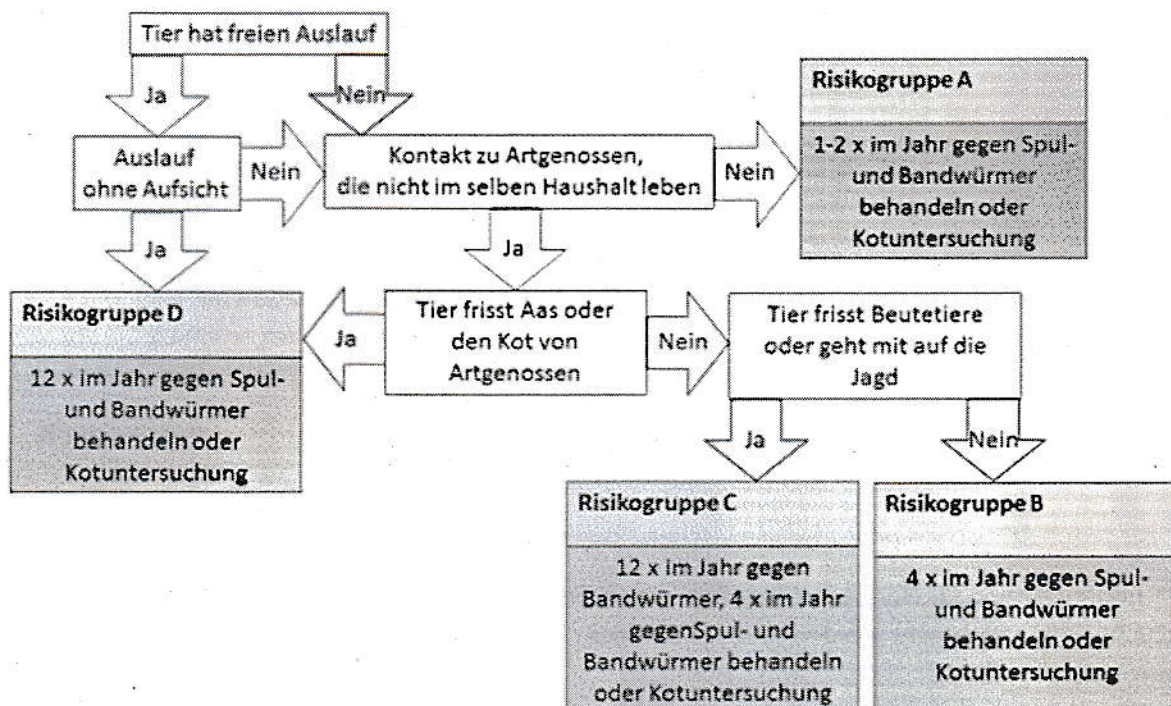 Tier hat freien Auslauf
Ja
Nein
Risikogruppe A
1-2 x im Jahr gegen Spul-
und Bandwürmer
behandeln oder
Kotuntersuchung
Auslauf
ohne Aufsicht
Nein
Kontakt zu Artgenossen,
die nicht im selben Haushalt leben
Nein
Ja
Ja
Risikogruppe D
12 x im Jahr gegen Spul-
und Bandwürmer
behandeln oder
Kotuntersuchung
Ja
Tier frisst Aas oder
den Kot von
Artgenossen
Nein
Tier frisst Beutetiere
oder geht mit auf die
Jagd
Ja
Nein
Risikogruppe C
12 x im Jahr gegen
Bandwürmer, 4 x im Jahr
gegenSpul- und
Bandwürmer behandeln
oder Kotuntersuchung
Risikogruppe B
4 x im Jahr gegen Spul-
und Bandwürmer
behandeln oder
Kotuntersuchung